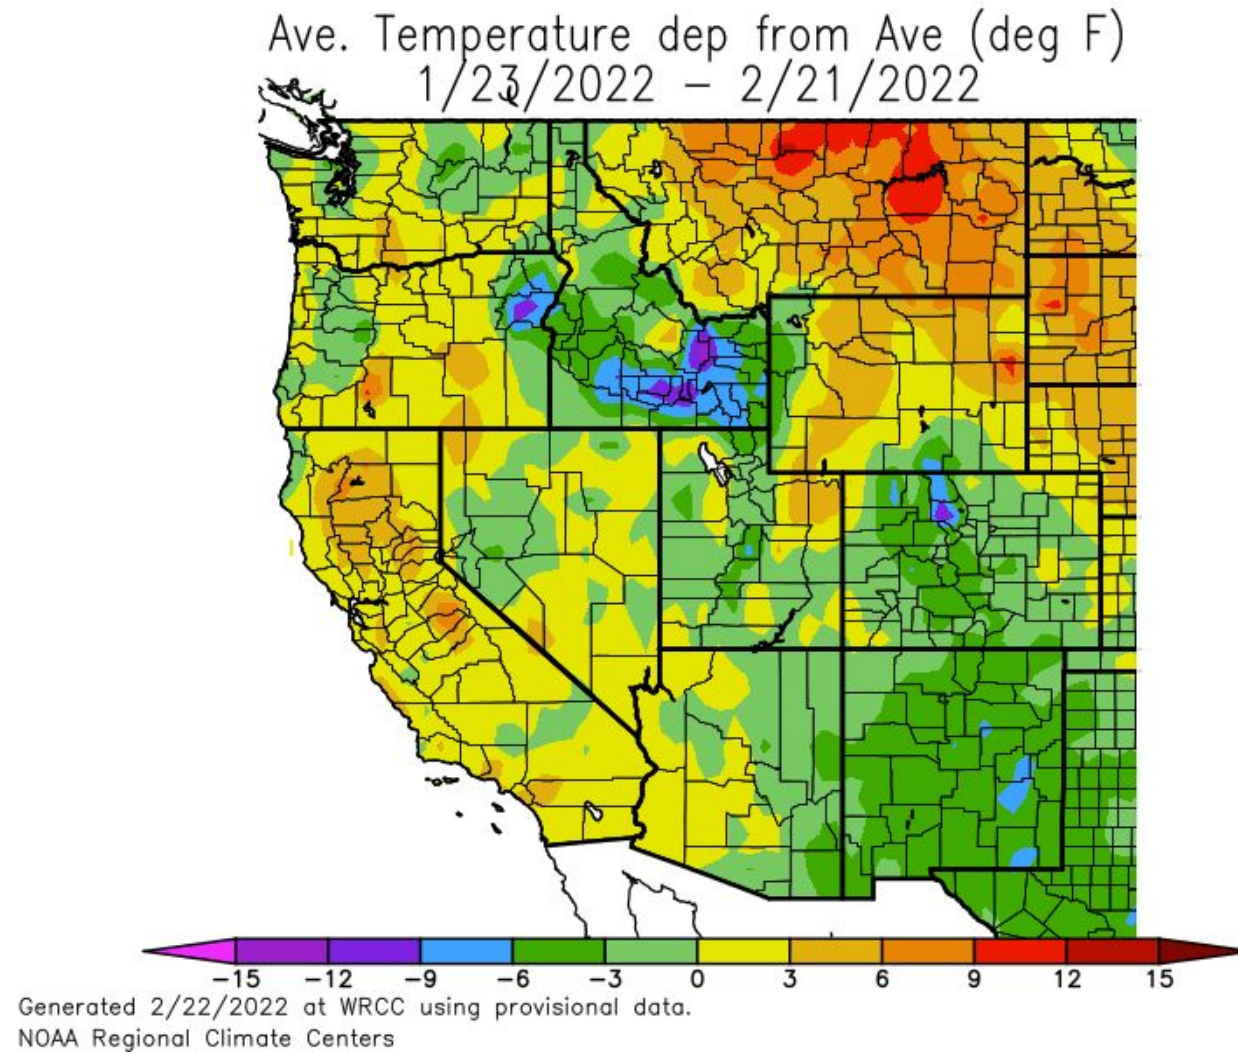 Ave. Temperature dep from Ave (deg F)
1/23/2022 – 2/21/2022
−15 −12 −9 −6 −3 0 3 6 9 12 15
Generated 2/22/2022 at WRCC using provisional data.
NOAA Regional Climate Centers